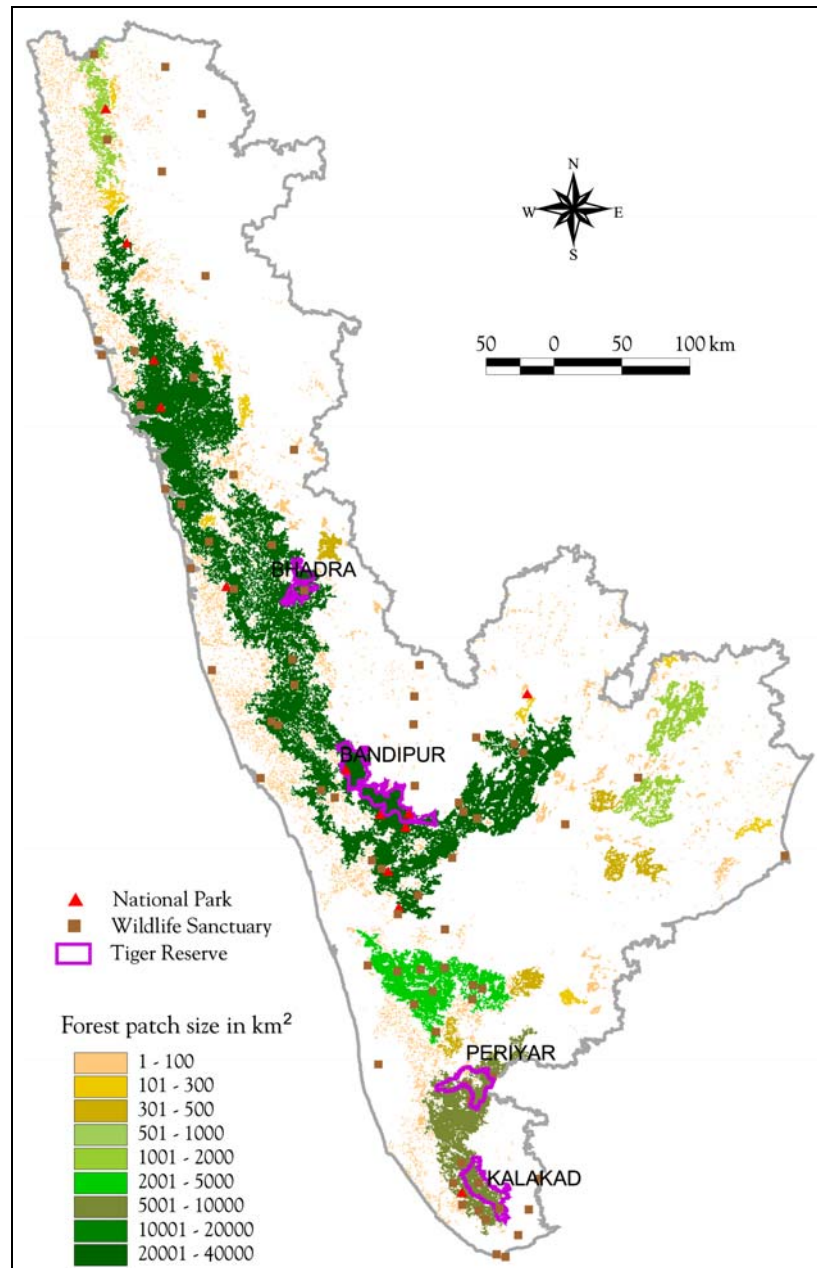 N
W E
S
50 0 50 100 km
BHADRA
BANDIPUR
National Park
Wildlife Sanctuary
Tiger Reserve
Forest patch size in km²
1 - 100
101 - 300
301 - 500
501 - 1000
1001 - 2000
2001 - 5000
5001 - 10000
10001 - 20000
20001 - 40000
PERIYAR
KALAKAD